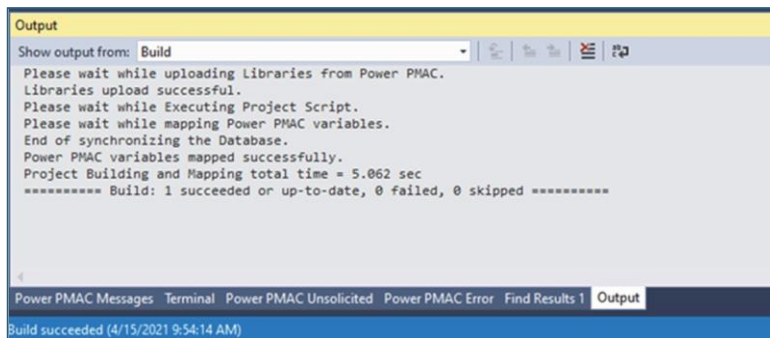 Output
Show output from: Build
Please wait while uploading Libraries from Power PMAC.
Libraries upload successful.
Please wait while Executing Project Script.
Please wait while mapping Power PMAC variables.
End of synchronizing the Database.
Power PMAC variables mapped successfully.
Project Building and Mapping total time = 5.062 sec
========== Build: 1 succeeded or up-to-date, 0 failed, 0 skipped ==========
Power PMAC Messages Terminal Power PMAC Unsolicited Power PMAC Error Find Results 1 Output
Build succeeded (4/15/2021 9:54:14 AM)